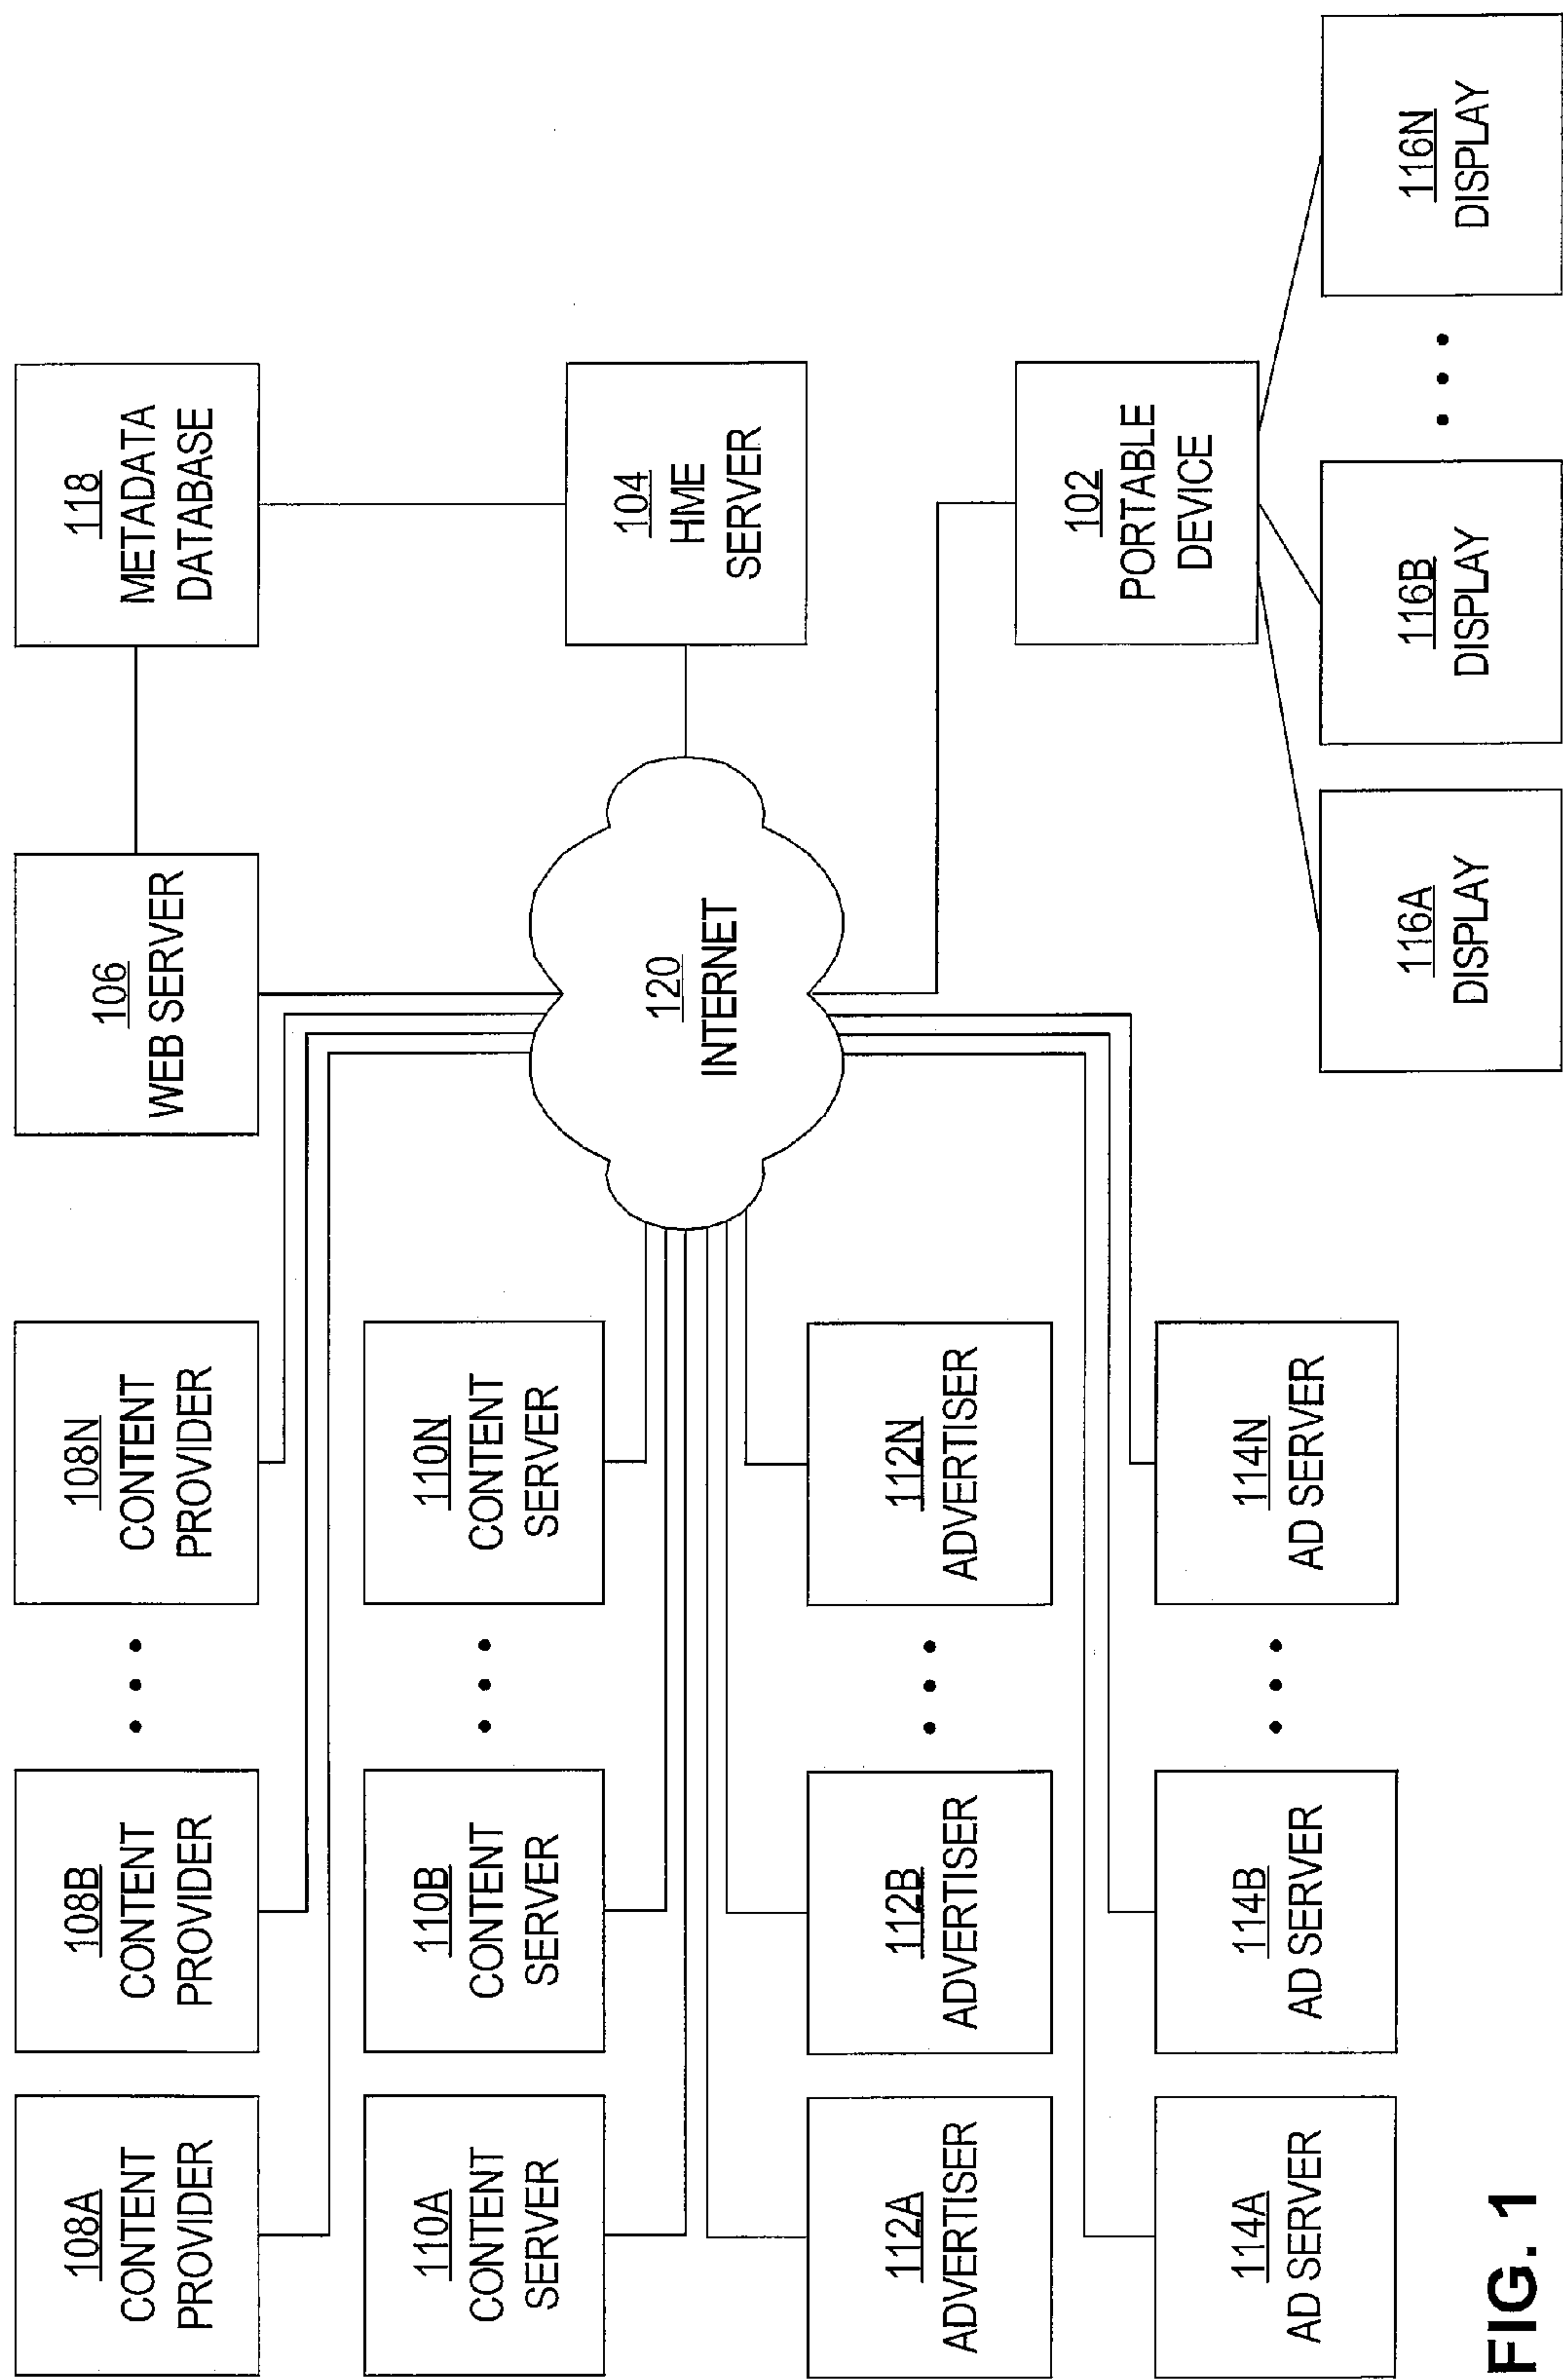 108A
CONTENT
PROVIDER
108B
CONTENT
PROVIDER
108N
CONTENT
PROVIDER
106
WEB SERVER
118
METADATA
DATABASE
110A
CONTENT
SERVER
110B
CONTENT
SERVER
110N
CONTENT
SERVER
120
INTERNET
104
HME
SERVER
112A
ADVERTISER
112B
ADVERTISER
112N
ADVERTISER
102
PORTABLE
DEVICE
114A
AD SERVER
114B
AD SERVER
114N
AD SERVER
116A
DISPLAY
116B
DISPLAY
116N
DISPLAY
FIG. 1